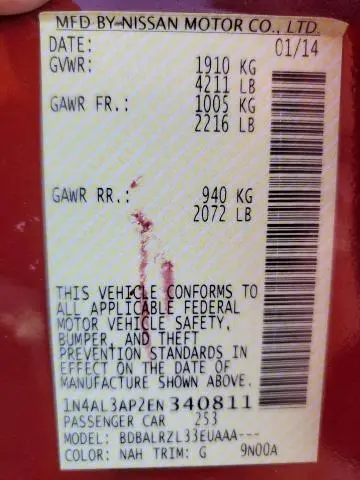 MFD BY NISSAN MOTOR CO., LTD.
DATE: 01/14
GVWR: 1910 KG
4211 LB
GAWR FR.: 1005 KG
2216 LB
GAWR RR.: 940 KG
2072 LB
THIS VEHICLE CONFORMS TO
ALL APPLICABLE FEDERAL
MOTOR VEHICLE SAFETY,
BUMPER, AND THEFT
PREVENTION STANDARDS IN
EFFECT ON THE DATE OF
MANUFACTURE SHOWN ABOVE.
1N4AL3AP2EN 340811
PASSENGER CAR 253
MODEL: BDBALRZL33EUAAA---
COLOR: NAH TRIM: G 9N00A